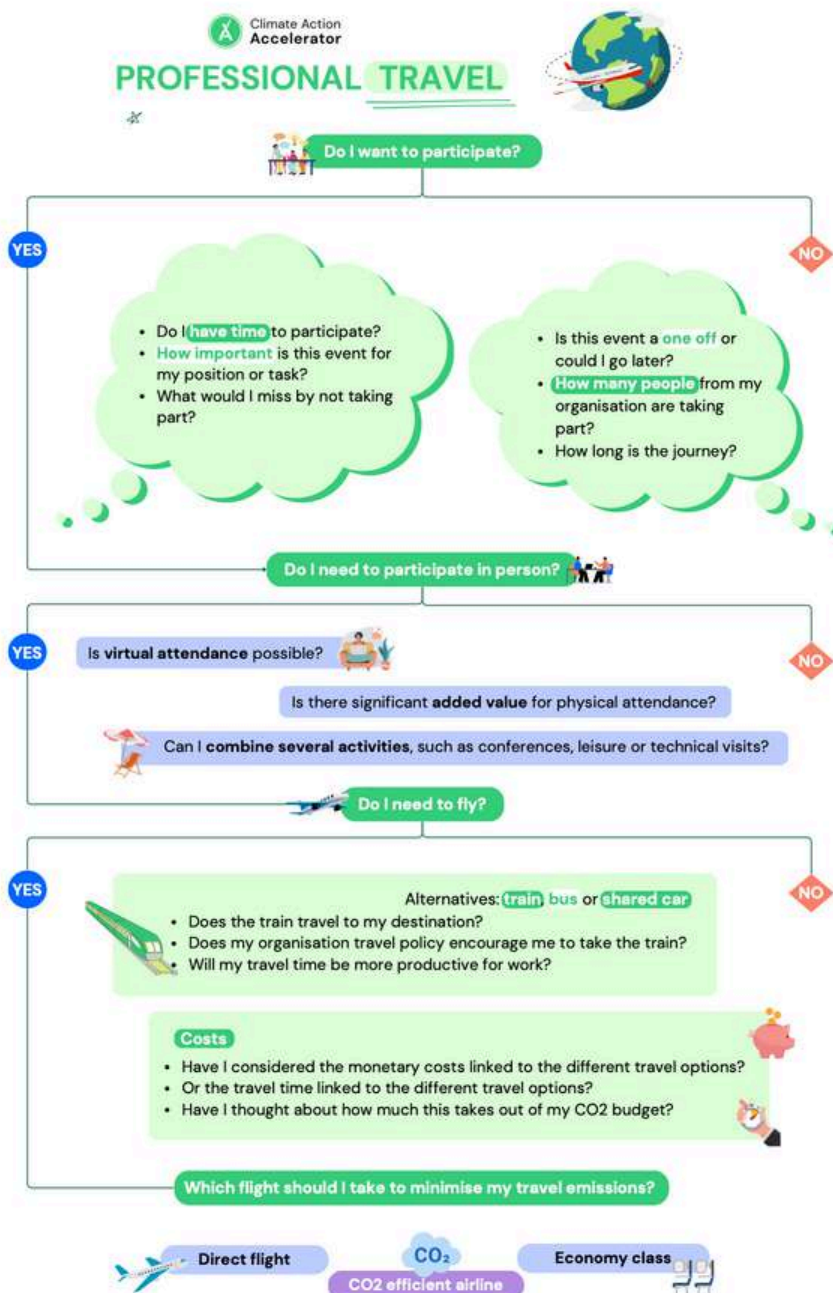 Climate Action
Accelerator
PROFESSIONAL TRAVEL
Do I want to participate?
YES
NO
• Do I have time to participate?
• How important is this event for
my position or task?
• What would I miss by not taking
part?
• Is this event a one off or
could I go later?
• How many people from my
organisation are taking
part?
• How long is the journey?
Do I need to participate in person?
YES
NO
Is virtual attendance possible?
Is there significant added value for physical attendance?
Can I combine several activities, such as conferences, leisure or technical visits?
Do I need to fly?
YES
NO
Alternatives: train, bus or shared car
• Does the train travel to my destination?
• Does my organisation travel policy encourage me to take the train?
• Will my travel time be more productive for work?
Costs
• Have I considered the monetary costs linked to the different travel options?
• Or the travel time linked to the different travel options?
• Have I thought about how much this takes out of my CO2 budget?
Which flight should I take to minimise my travel emissions?
Direct flight
CO₂
Economy class
CO2 efficient airline